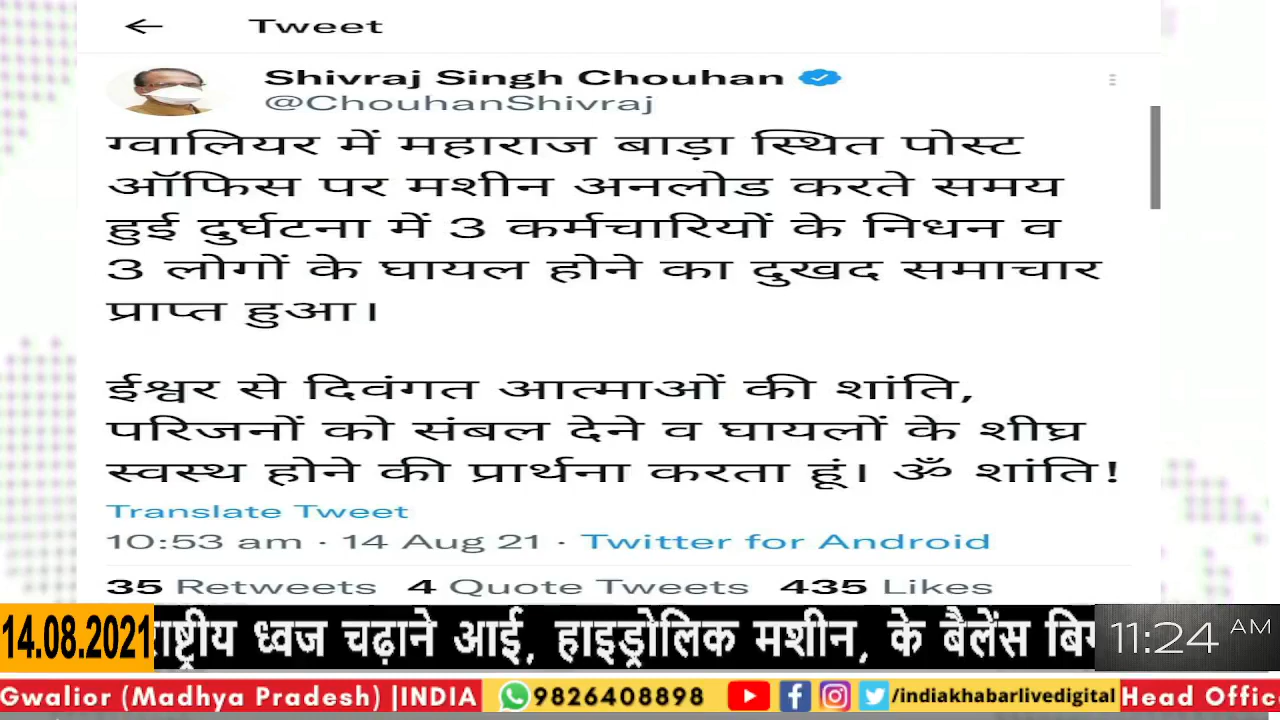 Tweet
Shivraj Singh Chouhan
@ChouhanShivraj
ग्वालियर में महाराज बाड़ा स्थित पोस्ट
ऑफिस पर मशीन अनलोड करते समय
हुई दुर्घटना में 3 कर्मचारियों के निधन व
3 लोगों के घायल होने का दुखद समाचार
प्राप्त हुआ।
ईश्वर से दिवंगत आत्माओं की शांति,
परिजनों को संबल देने व घायलों के शीघ्र
स्वस्थ होने की प्रार्थना करता हूं। ॐ शांति!
Translate Tweet
10:53 am · 14 Aug 21 · Twitter for Android
35 Retweets 4 Quote Tweets 435 Likes
14.08.2021 ध्वज चढ़ाने आई, हाइड्रोलिक मशीन, के बैलेंस 11:24 AM
Gwalior (Madhya Pradesh) |INDIA 9826408898 /indiakhabarlivedigital Head